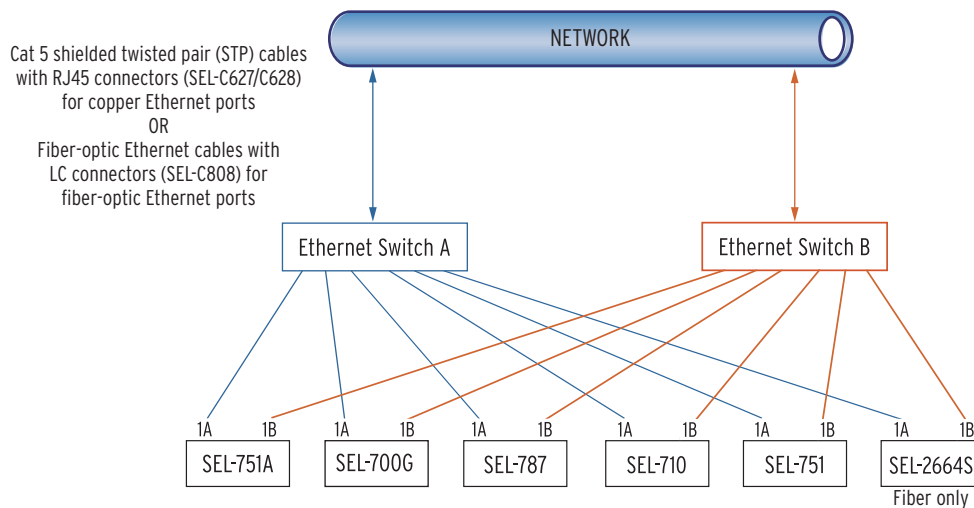 NETWORK
Cat 5 shielded twisted pair (STP) cables
with RJ45 connectors (SEL-C627/C628)
for copper Ethernet ports
OR
Fiber-optic Ethernet cables with
LC connectors (SEL-C808) for
fiber-optic Ethernet ports
Ethernet Switch A
Ethernet Switch B
1A 1B 1A 1B 1A 1B 1A 1B 1A 1B 1A 1B
SEL-751A SEL-700G SEL-787 SEL-710 SEL-751 SEL-2664S
Fiber only